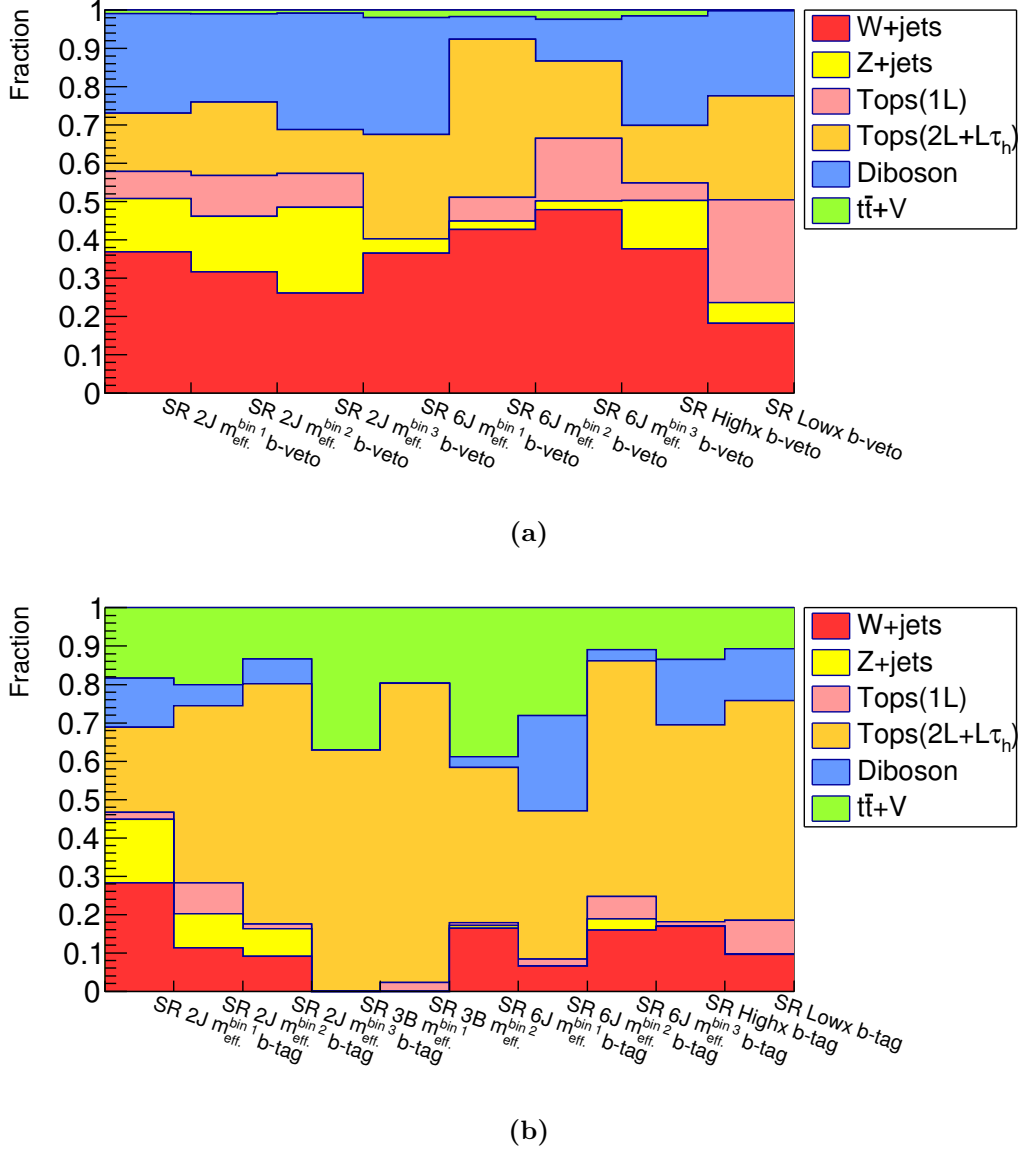 Fraction
1
0.9
0.8
0.7
0.6
0.5
0.4
0.3
0.2
0.1
0
W+jets
Z+jets
Tops(1L)
Tops(2L+Lτh)
Diboson
tt̄+V
SR 2J m_eff.^bin 1 b-veto
SR 2J m_eff.^bin 2 b-veto
SR 2J m_eff.^bin 3 b-veto
SR 6J m_eff.^bin 1 b-veto
SR 6J m_eff.^bin 2 b-veto
SR 6J m_eff.^bin 3 b-veto
SR Highx b-veto
SR Lowx b-veto
(a)
Fraction
1
0.9
0.8
0.7
0.6
0.5
0.4
0.3
0.2
0.1
0
W+jets
Z+jets
Tops(1L)
Tops(2L+Lτh)
Diboson
tt̄+V
SR 2J m_eff.^bin 1 b-tag
SR 2J m_eff.^bin 2 b-tag
SR 2J m_eff.^bin 3 b-tag
SR 3B m_eff.^bin 1
SR 3B m_eff.^bin 2
SR 6J m_eff.^bin 1 b-tag
SR 6J m_eff.^bin 2 b-tag
SR 6J m_eff.^bin 3 b-tag
SR Highx b-tag
SR Lowx b-tag
(b)